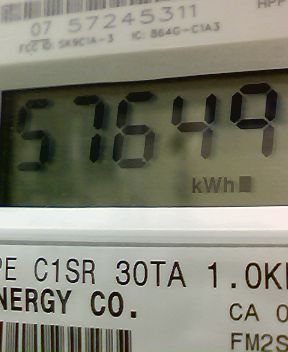 07 57245311
FCC ID: SK9C1A-3 IC: 864G-C1A3
57649
kWh
PE C1SR 30TA 1.0K
NERGY CO.
CA 0
FM2S